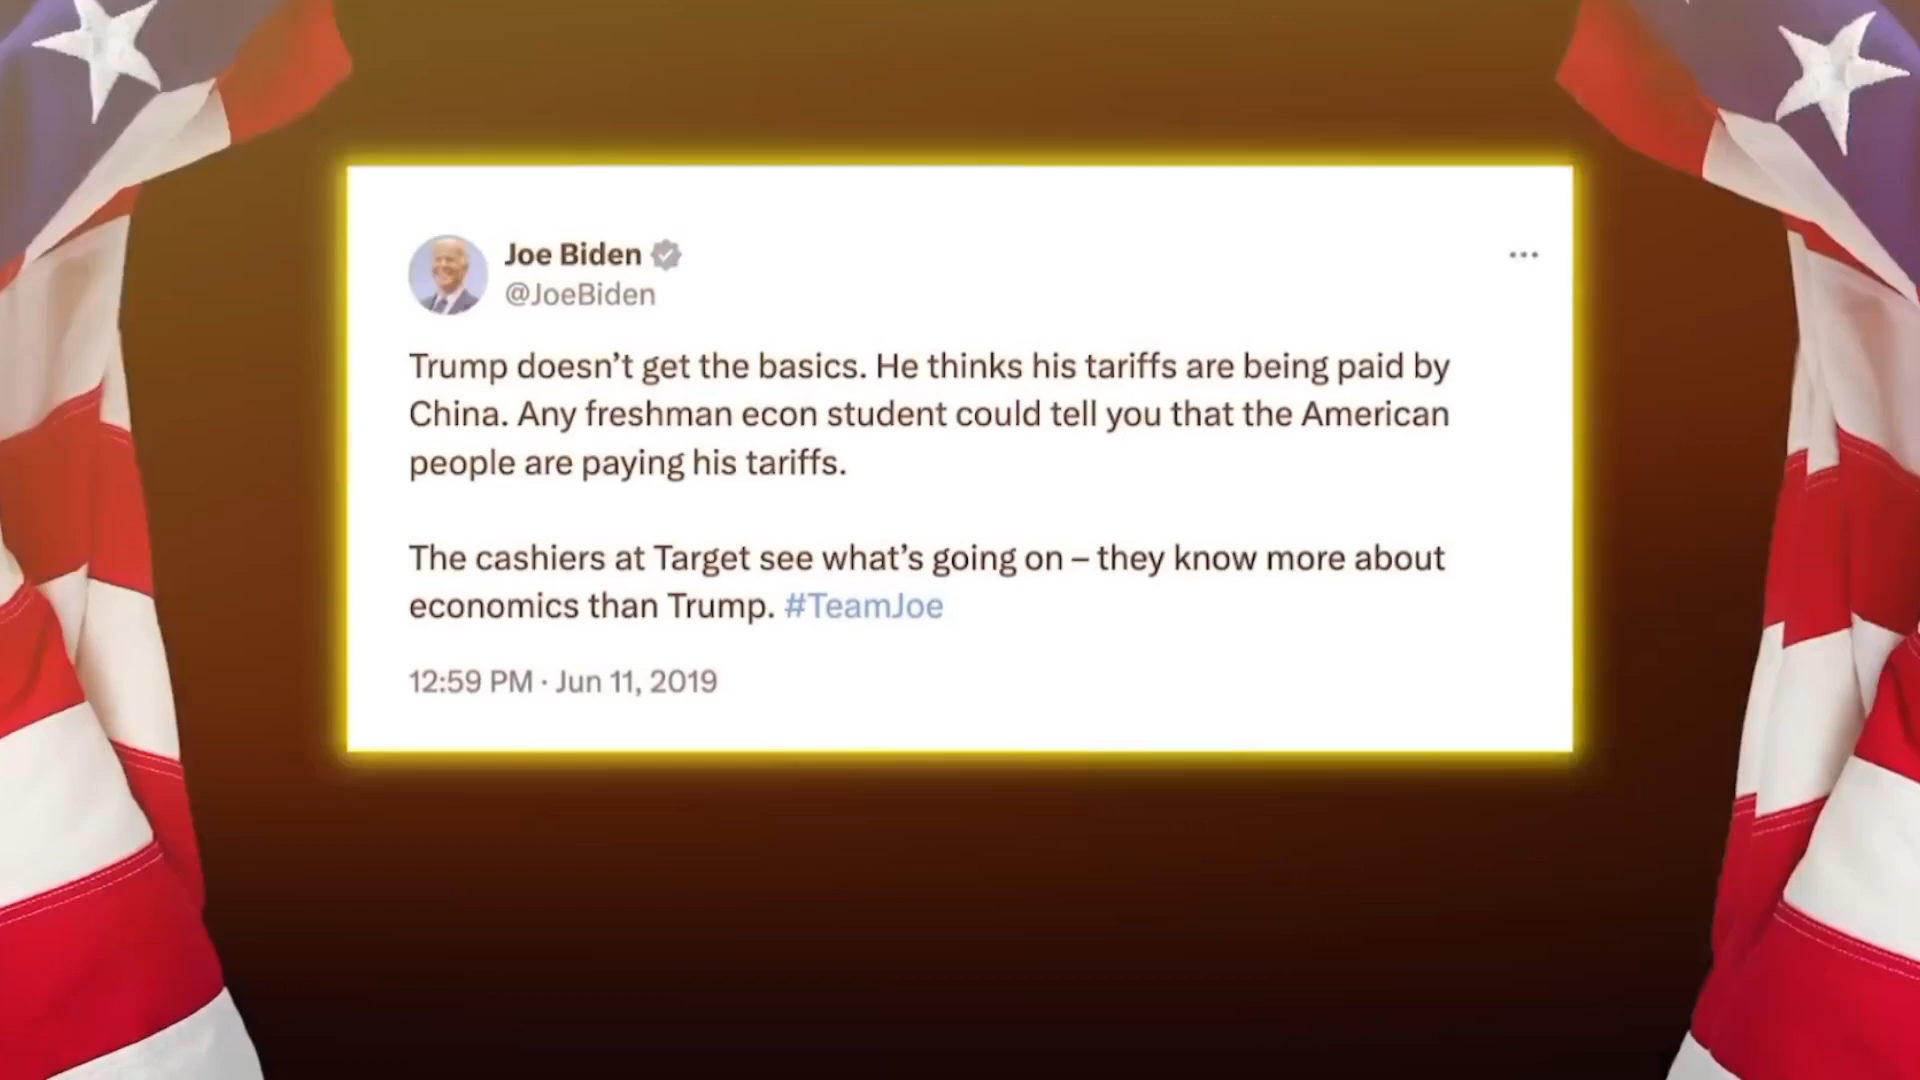 Joe Biden
@JoeBiden
Trump doesn’t get the basics. He thinks his tariffs are being paid by
China. Any freshman econ student could tell you that the American
people are paying his tariffs.
The cashiers at Target see what’s going on – they know more about
economics than Trump. #TeamJoe
12:59 PM · Jun 11, 2019